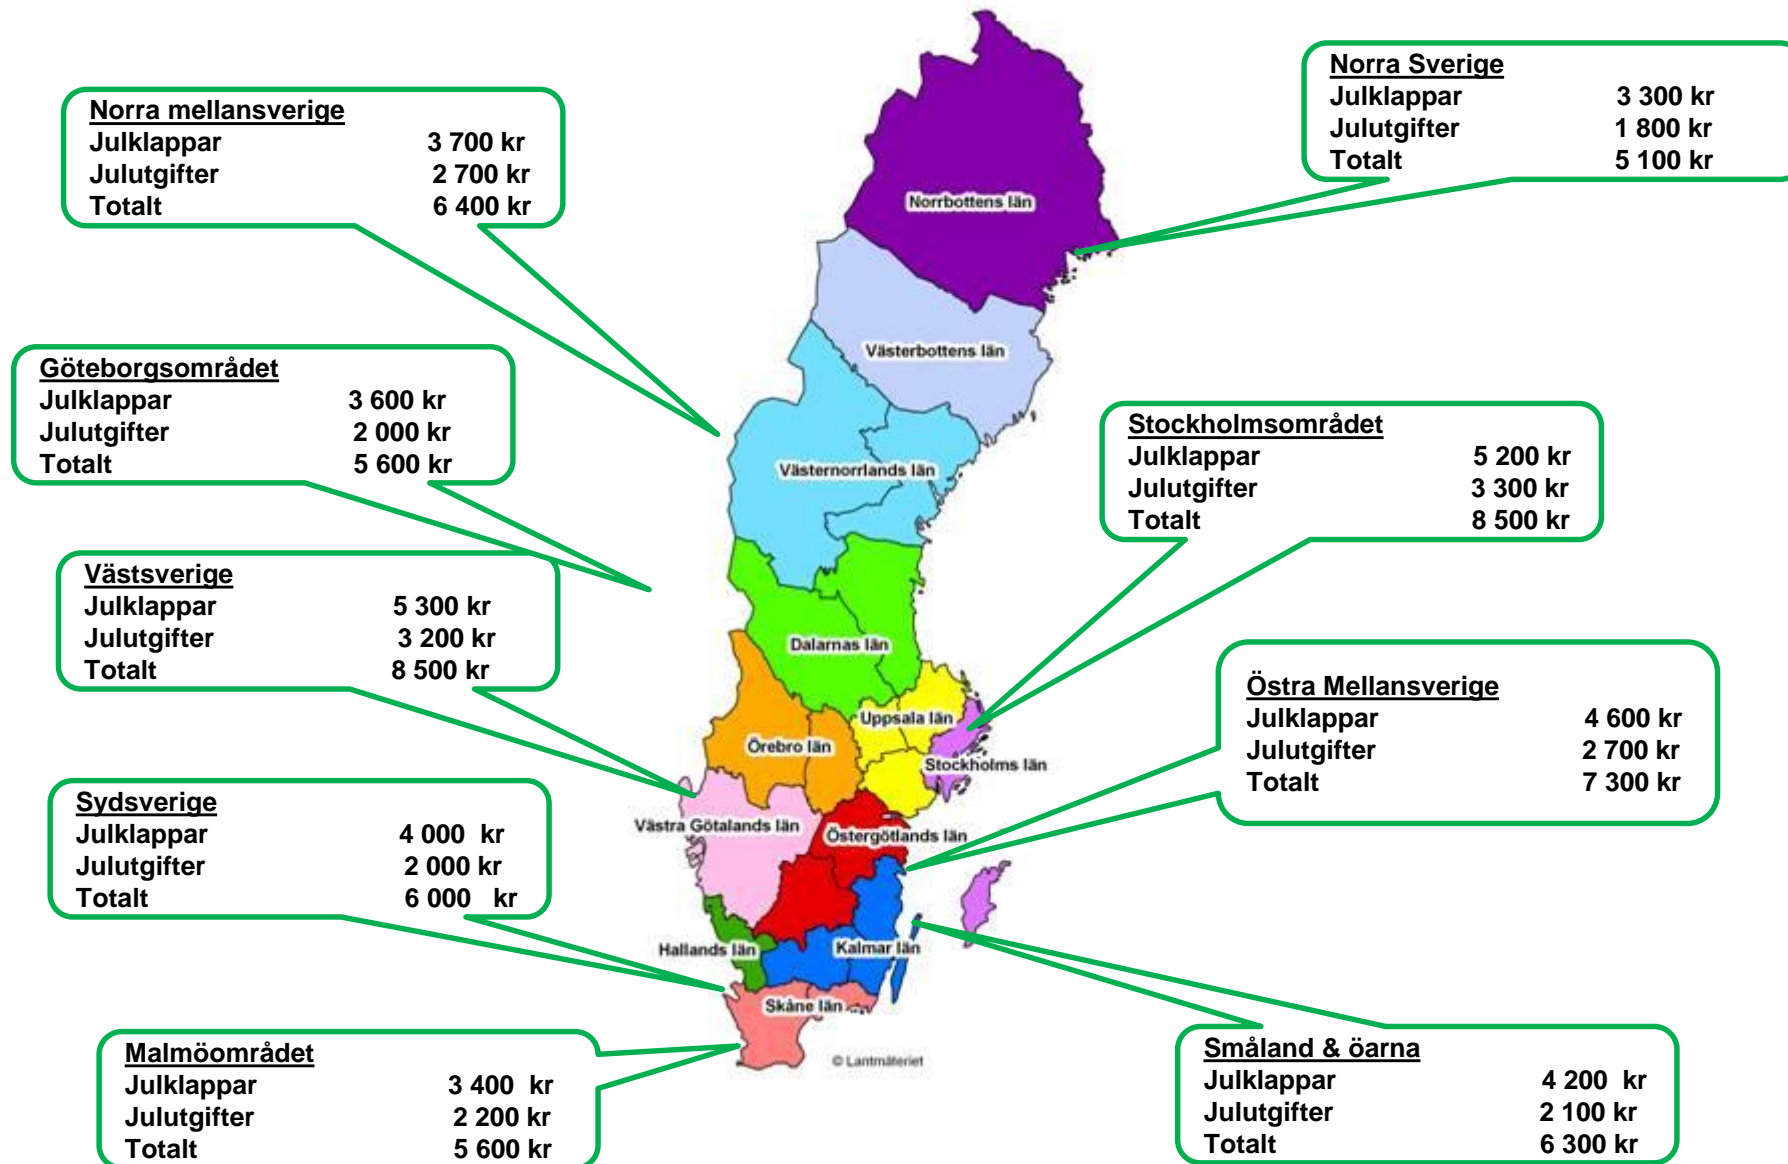 Norra mellansverige
Julklappar 3 700 kr
Julutgifter 2 700 kr
Totalt 6 400 kr
Norra Sverige
Julklappar 3 300 kr
Julutgifter 1 800 kr
Totalt 5 100 kr
Göteborgsområdet
Julklappar 3 600 kr
Julutgifter 2 000 kr
Totalt 5 600 kr
Stockholmsområdet
Julklappar 5 200 kr
Julutgifter 3 300 kr
Totalt 8 500 kr
Västsverige
Julklappar 5 300 kr
Julutgifter 3 200 kr
Totalt 8 500 kr
Östra Mellansverige
Julklappar 4 600 kr
Julutgifter 2 700 kr
Totalt 7 300 kr
Sydsverige
Julklappar 4 000 kr
Julutgifter 2 000 kr
Totalt 6 000 kr
Malmöområdet
Julklappar 3 400 kr
Julutgifter 2 200 kr
Totalt 5 600 kr
Småland & öarna
Julklappar 4 200 kr
Julutgifter 2 100 kr
Totalt 6 300 kr
Norrbottens län
Västerbottens län
Västernorrlands län
Dalarnas län
Uppsala län
Örebro län
Stockholms län
Västra Götalands län
Östergötlands län
Hallands län
Kalmar län
Skåne län
© Lantmäteriet